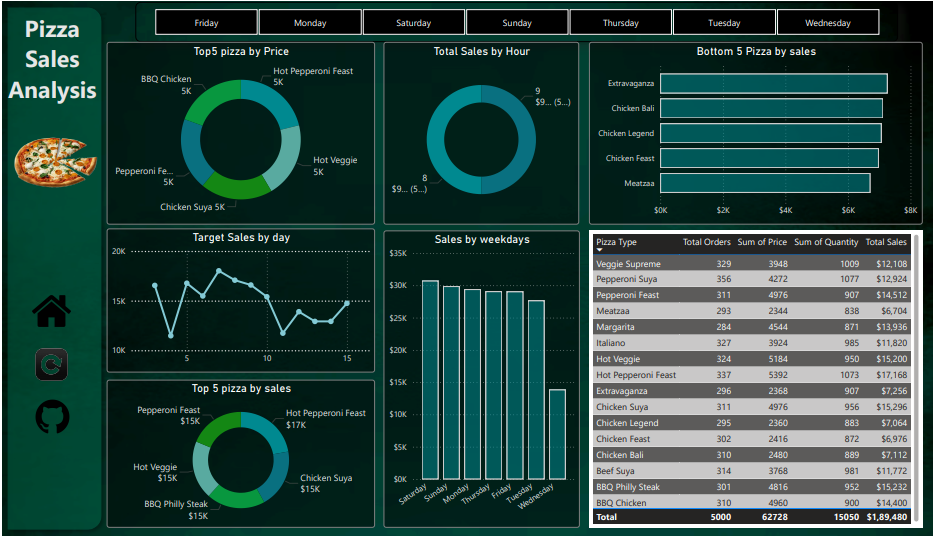 Pizza
Sales
Analysis
Friday
Monday
Saturday
Sunday
Thursday
Tuesday
Wednesday
Top5 pizza by Price
BBQ Chicken
5K
Hot Pepperoni Feast
5K
Pepperoni Fe...
5K
Hot Veggie
5K
Chicken Suya 5K
Total Sales by Hour
9
$9... (5...)
8
$9... (5...)
Bottom 5 Pizza by sales
Extravaganza
Chicken Bali
Chicken Legend
Chicken Feast
Meatzaa
$0K $2K $4K $6K $8K
Target Sales by day
20K
15K
10K
5 10 15
Top 5 pizza by sales
Pepperoni Feast
$15K
Hot Pepperoni Feast
$17K
Hot Veggie
$15K
Chicken Suya
$15K
BBQ Philly Steak
$15K
Sales by weekdays
$35K
$30K
$25K
$20K
$15K
$10K
$5K
$0K
Saturday Sunday Monday Thursday Friday Tuesday Wednesday
Pizza Type Total Orders Sum of Price Sum of Quantity Total Sales
Veggie Supreme 329 3948 1009 $12,108
Pepperoni Suya 356 4272 1077 $12,924
Pepperoni Feast 311 4976 907 $14,512
Meatzaa 293 2344 838 $6,704
Margarita 284 4544 871 $13,936
Italiano 327 3924 985 $11,820
Hot Veggie 324 5184 950 $15,200
Hot Pepperoni Feast 337 5392 1073 $17,168
Extravaganza 296 2368 907 $7,256
Chicken Suya 311 4976 956 $15,296
Chicken Legend 295 2360 883 $7,064
Chicken Feast 302 2416 872 $6,976
Chicken Bali 310 2480 889 $7,112
Beef Suya 314 3768 981 $11,772
BBQ Philly Steak 301 4816 952 $15,232
BBQ Chicken 310 4960 900 $14,400
Total 5000 62728 15050 $1,89,480